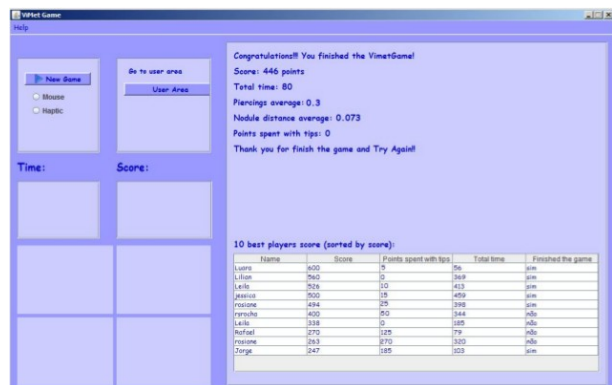 ViMet Game
Help
New Game
Mouse
Haptic
Go to user area
User Area
Time:
Score:
Congratulations!!! You finished the VimetGame!
Score: 446 points
Total time: 80
Piercings average: 0.3
Nodule distance average: 0.073
Points spent with tips: 0
Thank you for finish the game and Try Again!!
10 best players score (sorted by score):
Name Score Points spent with tips Total time Finished the game
Luara 600 5 56 sim
Lilian 560 0 369 sim
Leila 526 10 413 sim
jessica 500 15 459 sim
rosiane 494 25 398 sim
rsrocha 400 50 344 não
Leila 338 0 185 não
Rafael 270 125 79 não
rosiane 263 270 320 não
Jorge 247 185 103 sim